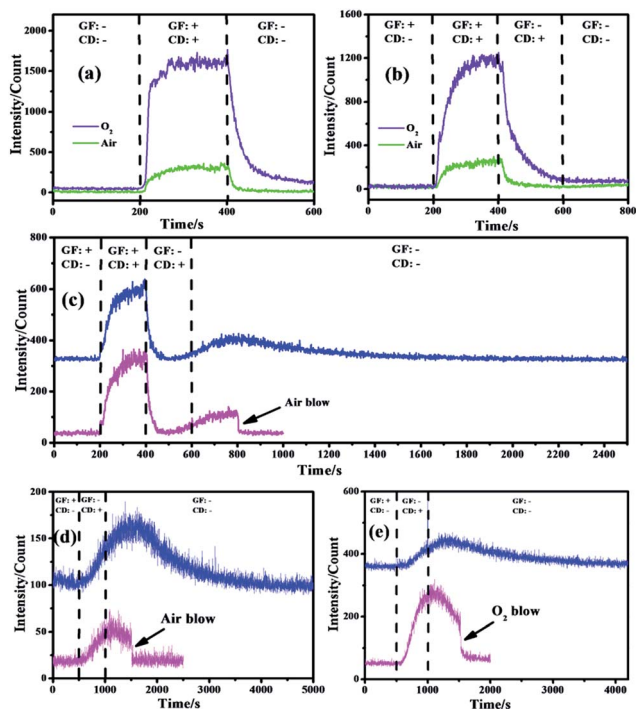 GF: - GF: + GF: -
CD: - CD: + CD: -
(a)
O2
Air
Intensity/Count
0
250
500
1000
1500
0 200 400 600
Time/s
GF: + GF: + GF: - GF: -
CD: - CD: + CD: + CD: -
(b)
O2
Air
Intensity/Count
0
400
800
1200
1600
0 200 400 600 800
Time/s
GF: + GF: + GF: - GF: -
CD: - CD: + CD: + CD: -
(c)
Air blow
Intensity/Count
0
200
400
600
800
0 200 400 600 800 1000 1200 1400 1600 1800 2000 2200 2400
Time/s
GF: + GF: - GF: -
CD: - CD: + CD: -
(d)
Air blow
Intensity/Count
0
50
100
150
200
0 1000 2000 3000 4000 5000
Time/s
GF: + GF: - GF: -
CD: - CD: + CD: -
(e)
O2 blow
Intensity/Count
0
200
400
600
0 1000 2000 3000 4000
Time/s